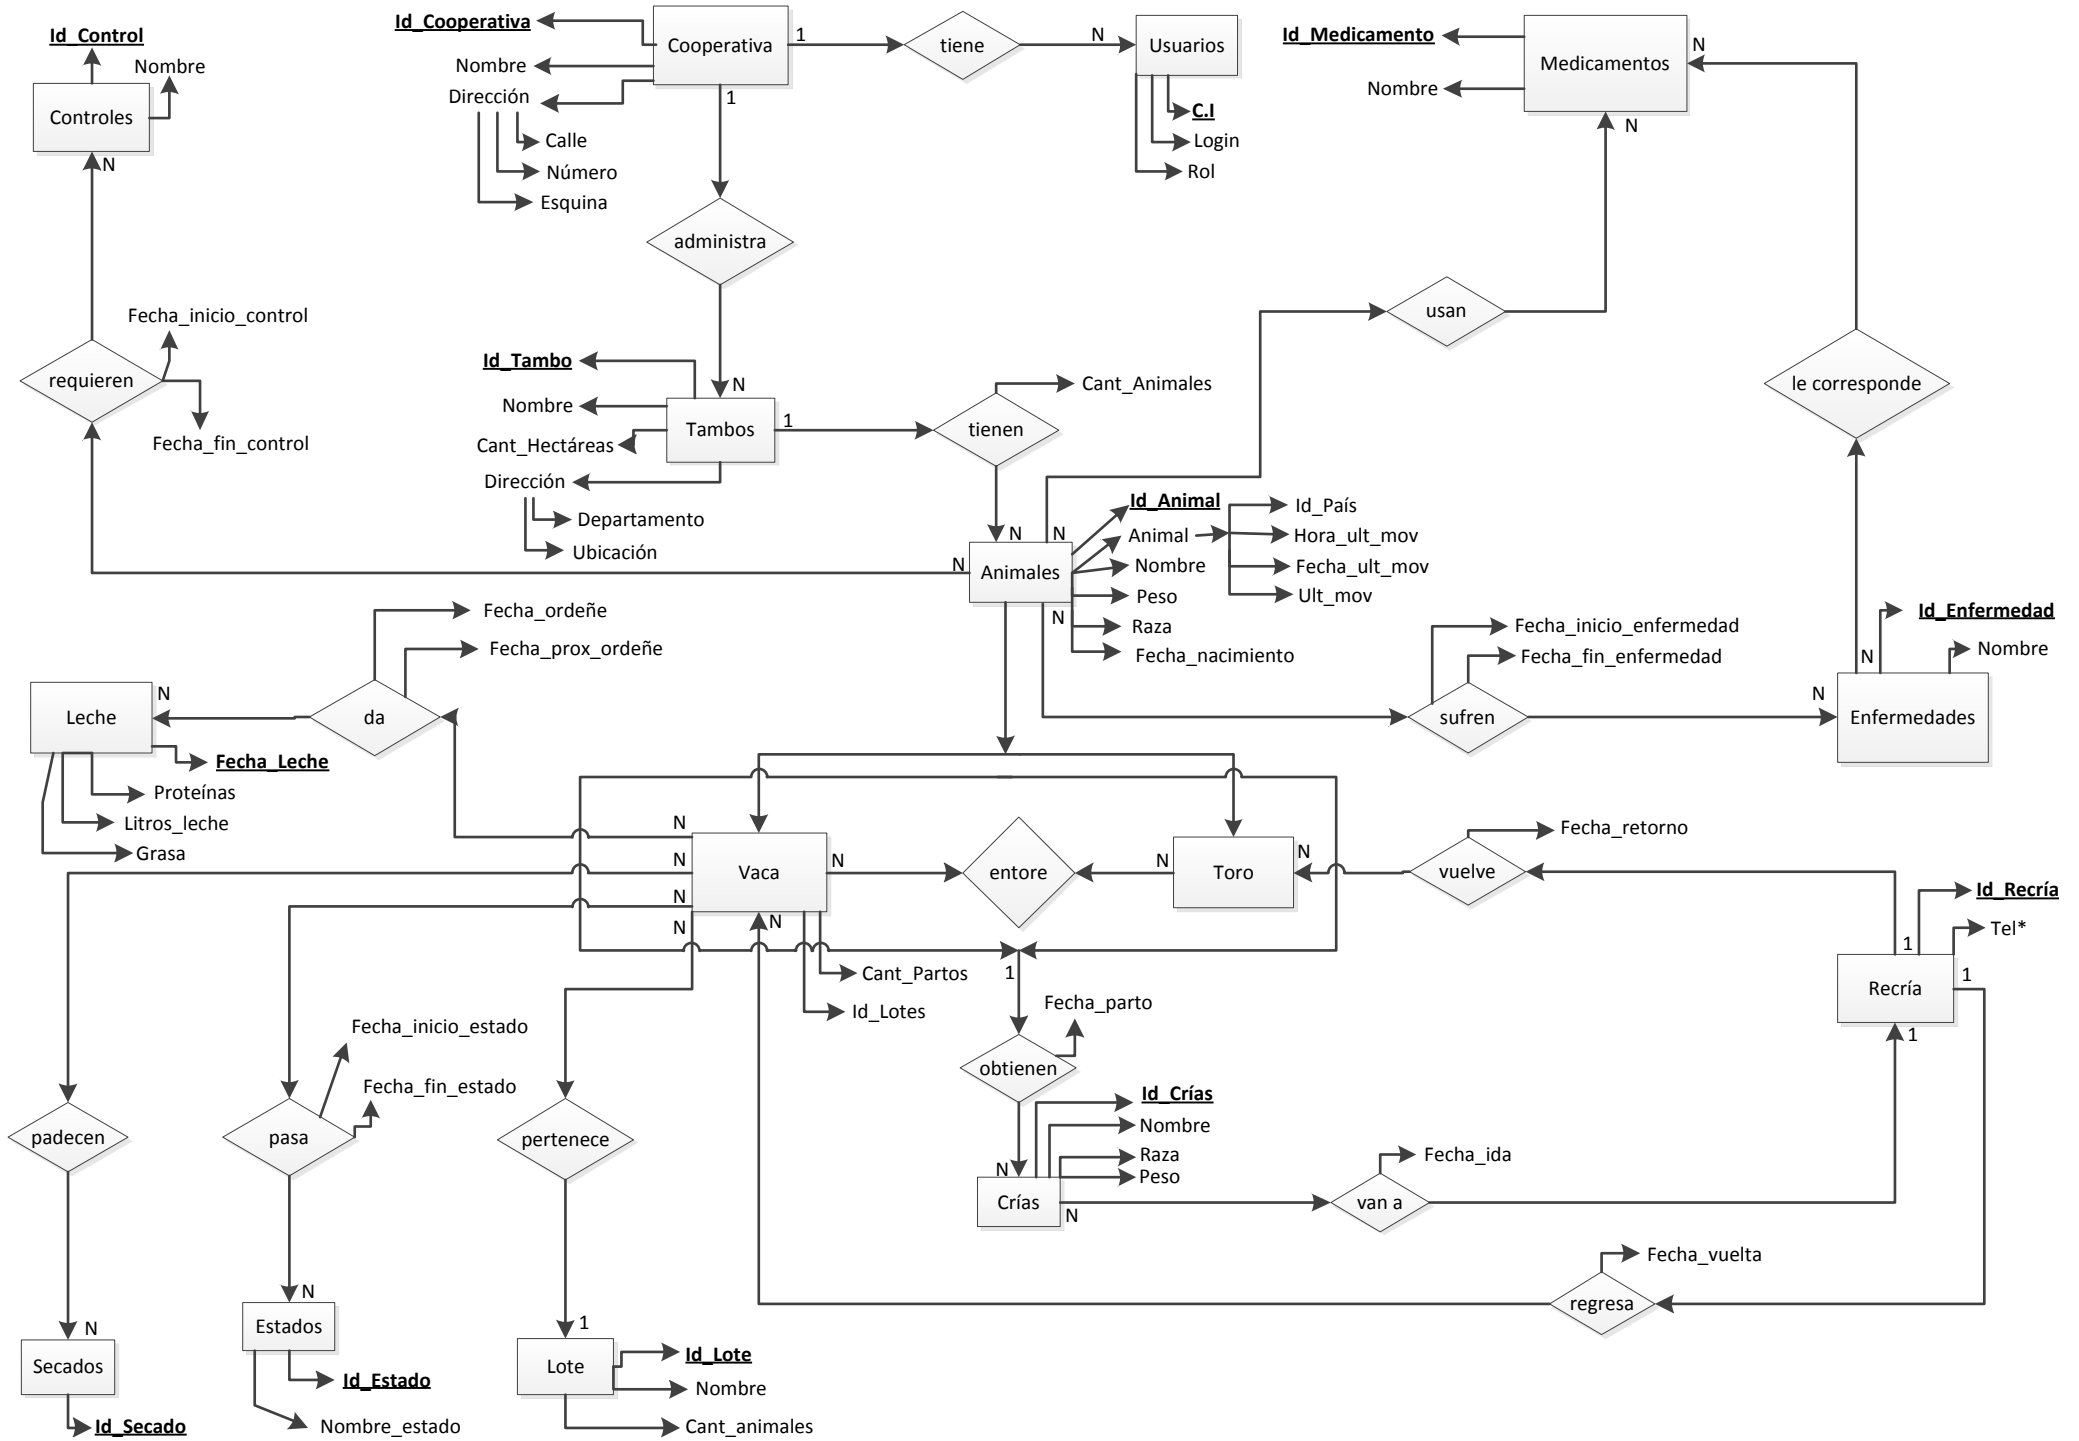 Id_Cooperativa
Cooperativa
1
tiene
N
Usuarios
Id_Medicamento
Medicamentos
N
Id_Control
Nombre
Controles
Nombre
Dirección
1
Nombre
C.I
Login
Rol
Calle
Número
Esquina
N
N
administra
usan
Fecha_inicio_control
requieren
Fecha_fin_control
Id_Tambo
Nombre
Cant_Hectáreas
Dirección
N
Tambos
1
Departamento
Ubicación
tienen
Cant_Animales
le corresponde
N
N
N
Animales
N
Id_Animal
Animal
Nombre
Peso
Raza
Fecha_nacimiento
Id_País
Hora_ult_mov
Fecha_ult_mov
Ult_mov
Fecha_ordeñe
Fecha_prox_ordeñe
Fecha_inicio_enfermedad
Fecha_fin_enfermedad
Id_Enfermedad
Nombre
N
N
Enfermedades
sufren
Leche
N
da
Fecha_Leche
Proteínas
Litros_leche
Grasa
N
N
N
N
Vaca
N
entore
N
Toro
N
vuelve
Fecha_retorno
N
Id_Recría
Tel*
1
1
Recría
1
Cant_Partos
Id_Lotes
1
Fecha_parto
obtienen
Fecha_inicio_estado
Fecha_fin_estado
padecen
pasa
pertenece
Id_Crías
Nombre
Raza
Peso
N
Crías
N
Fecha_ida
van a
Fecha_vuelta
regresa
N
Secados
Id_Secado
N
Estados
Id_Estado
Nombre_estado
1
Lote
Id_Lote
Nombre
Cant_animales